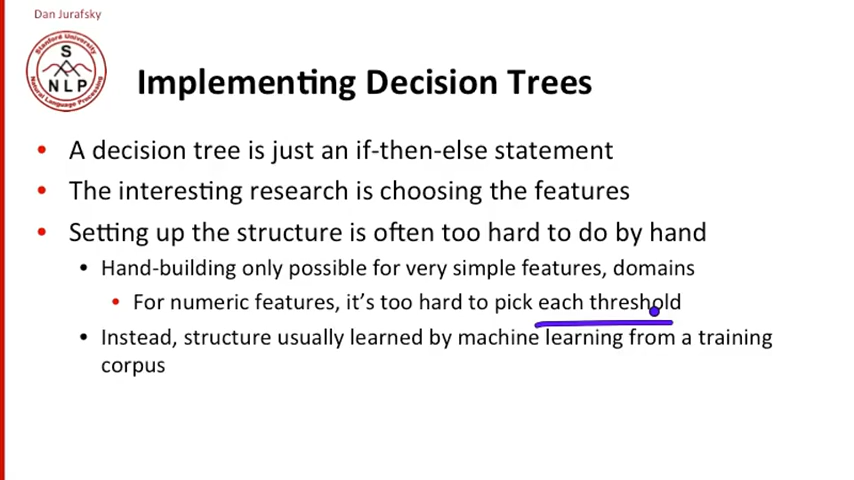 Dan Jurafsky
Stanford University
S
NLP
Natural Language Processing
Implementing Decision Trees
• A decision tree is just an if-then-else statement
• The interesting research is choosing the features
• Setting up the structure is often too hard to do by hand
• Hand-building only possible for very simple features, domains
• For numeric features, it's too hard to pick each threshold
• Instead, structure usually learned by machine learning from a training
corpus